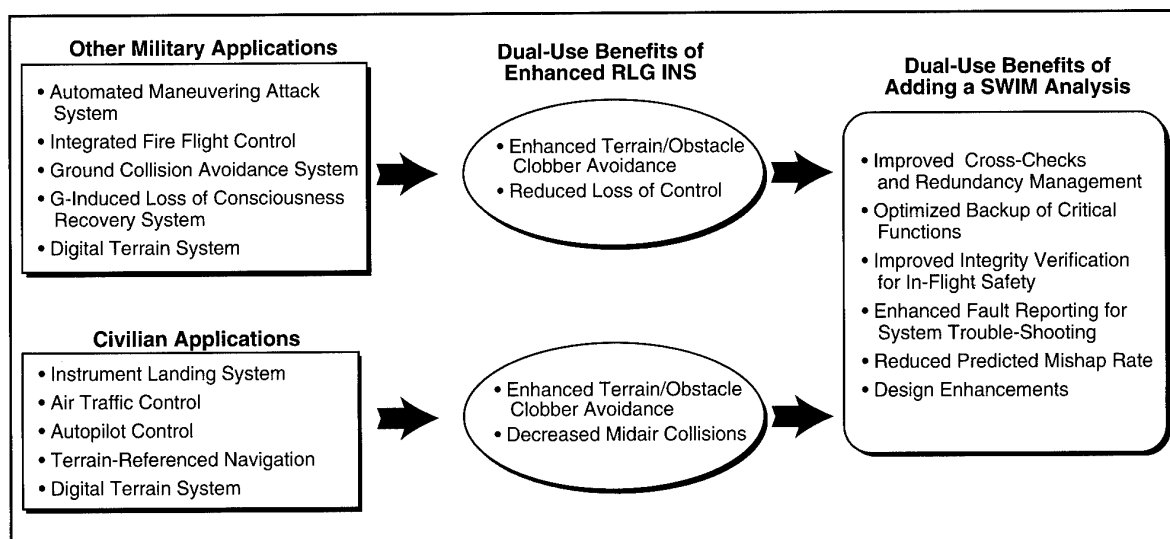 Other Military Applications
• Automated Maneuvering Attack
System
• Integrated Fire Flight Control
• Ground Collision Avoidance System
• G-Induced Loss of Consciousness
Recovery System
• Digital Terrain System
Dual-Use Benefits of
Enhanced RLG INS
• Enhanced Terrain/Obstacle
Clobber Avoidance
• Reduced Loss of Control
Dual-Use Benefits of
Adding a SWIM Analysis
• Improved Cross-Checks
and Redundancy Management
• Optimized Backup of Critical
Functions
• Improved Integrity Verification
for In-Flight Safety
• Enhanced Fault Reporting for
System Trouble-Shooting
• Reduced Predicted Mishap Rate
• Design Enhancements
Civilian Applications
• Instrument Landing System
• Air Traffic Control
• Autopilot Control
• Terrain-Referenced Navigation
• Digital Terrain System
• Enhanced Terrain/Obstacle
Clobber Avoidance
• Decreased Midair Collisions